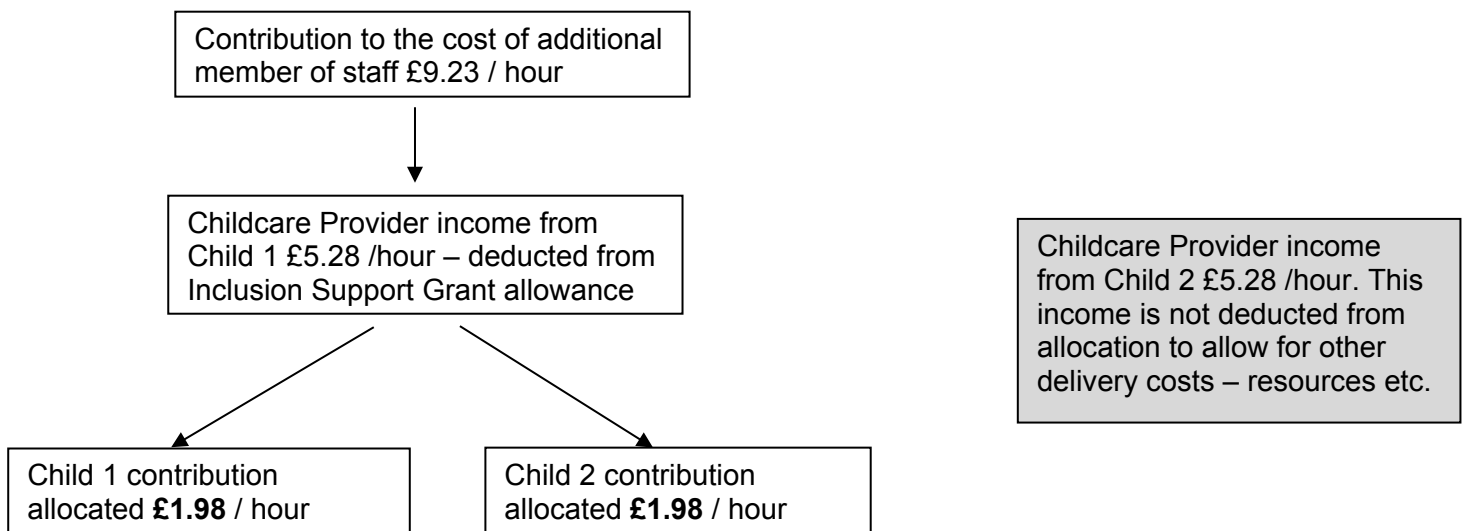 Contribution to the cost of additional
member of staff £9.23 / hour
Childcare Provider income from
Child 1 £5.28 /hour – deducted from
Inclusion Support Grant allowance
Childcare Provider income
from Child 2 £5.28 /hour. This
income is not deducted from
allocation to allow for other
delivery costs – resources etc.
Child 1 contribution
allocated £1.98 / hour
Child 2 contribution
allocated £1.98 / hour